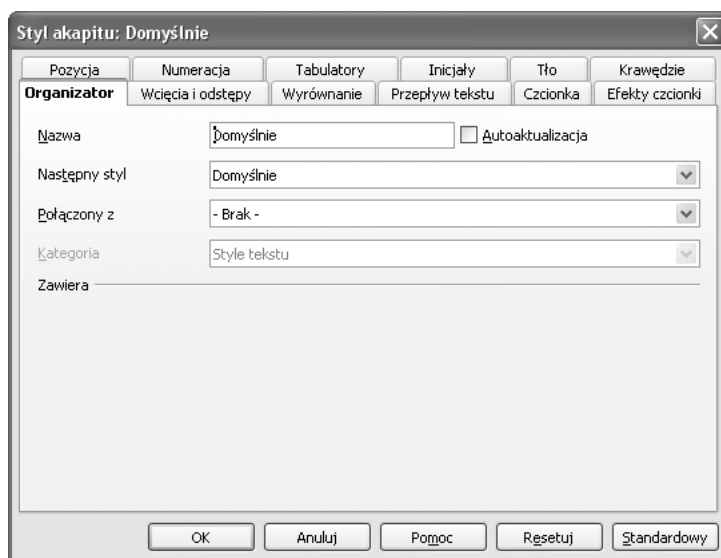 Styl akapitu: Domyślnie
Pozycja Numeracja Tabulatory Inicjały Tło Krawędzie
Organizator Wcięcia i odstępy Wyrównanie Przepływ tekstu Czcionka Efekty czcionki
Nazwa Domyślnie Autoaktualizacja
Następny styl Domyślnie
Połączony z - Brak -
Kategoria Style tekstu
Zawiera
OK Anuluj Pomoc Resetuj Standardowy